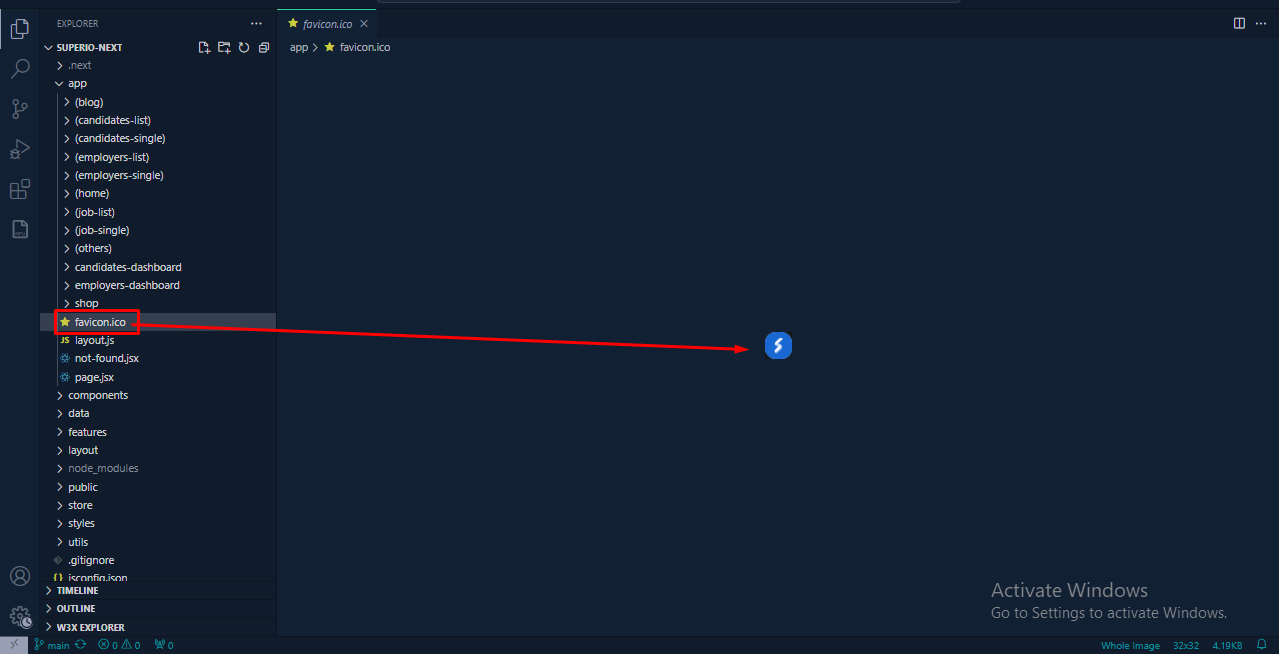 EXPLORER
SUPERIO-NEXT
.next
app
(blog)
(candidates-list)
(candidates-single)
(employers-list)
(employers-single)
(home)
(job-list)
(job-single)
(others)
candidates-dashboard
employers-dashboard
shop
favicon.ico
JS layout.js
not-found.jsx
page.jsx
components
data
features
layout
node_modules
public
store
styles
utils
.gitignore
{} jsconfig.json
TIMELINE
OUTLINE
W3X EXPLORER
favicon.ico
app > favicon.ico
Activate Windows
Go to Settings to activate Windows.
main 0 0 0
Whole Image 32x32 4.19KB